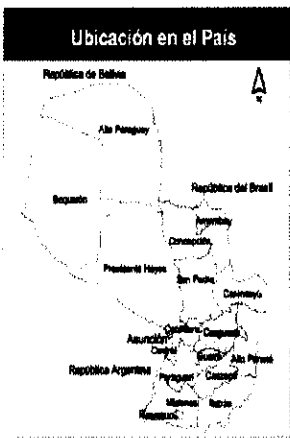 Ubicación en el País
República de Bolivia
N
Alto Paraguay
República del Brasil
Boquerón
Amambay
Concepción
Presidente Hayes
San Pedro
Canindeyú
Cordillera
Asunción
Caaguazú
Central
Guairá
Alto Paraná
República Argentina
Paraguarí
Caazapá
Misiones
Itapúa
Ñeembucú